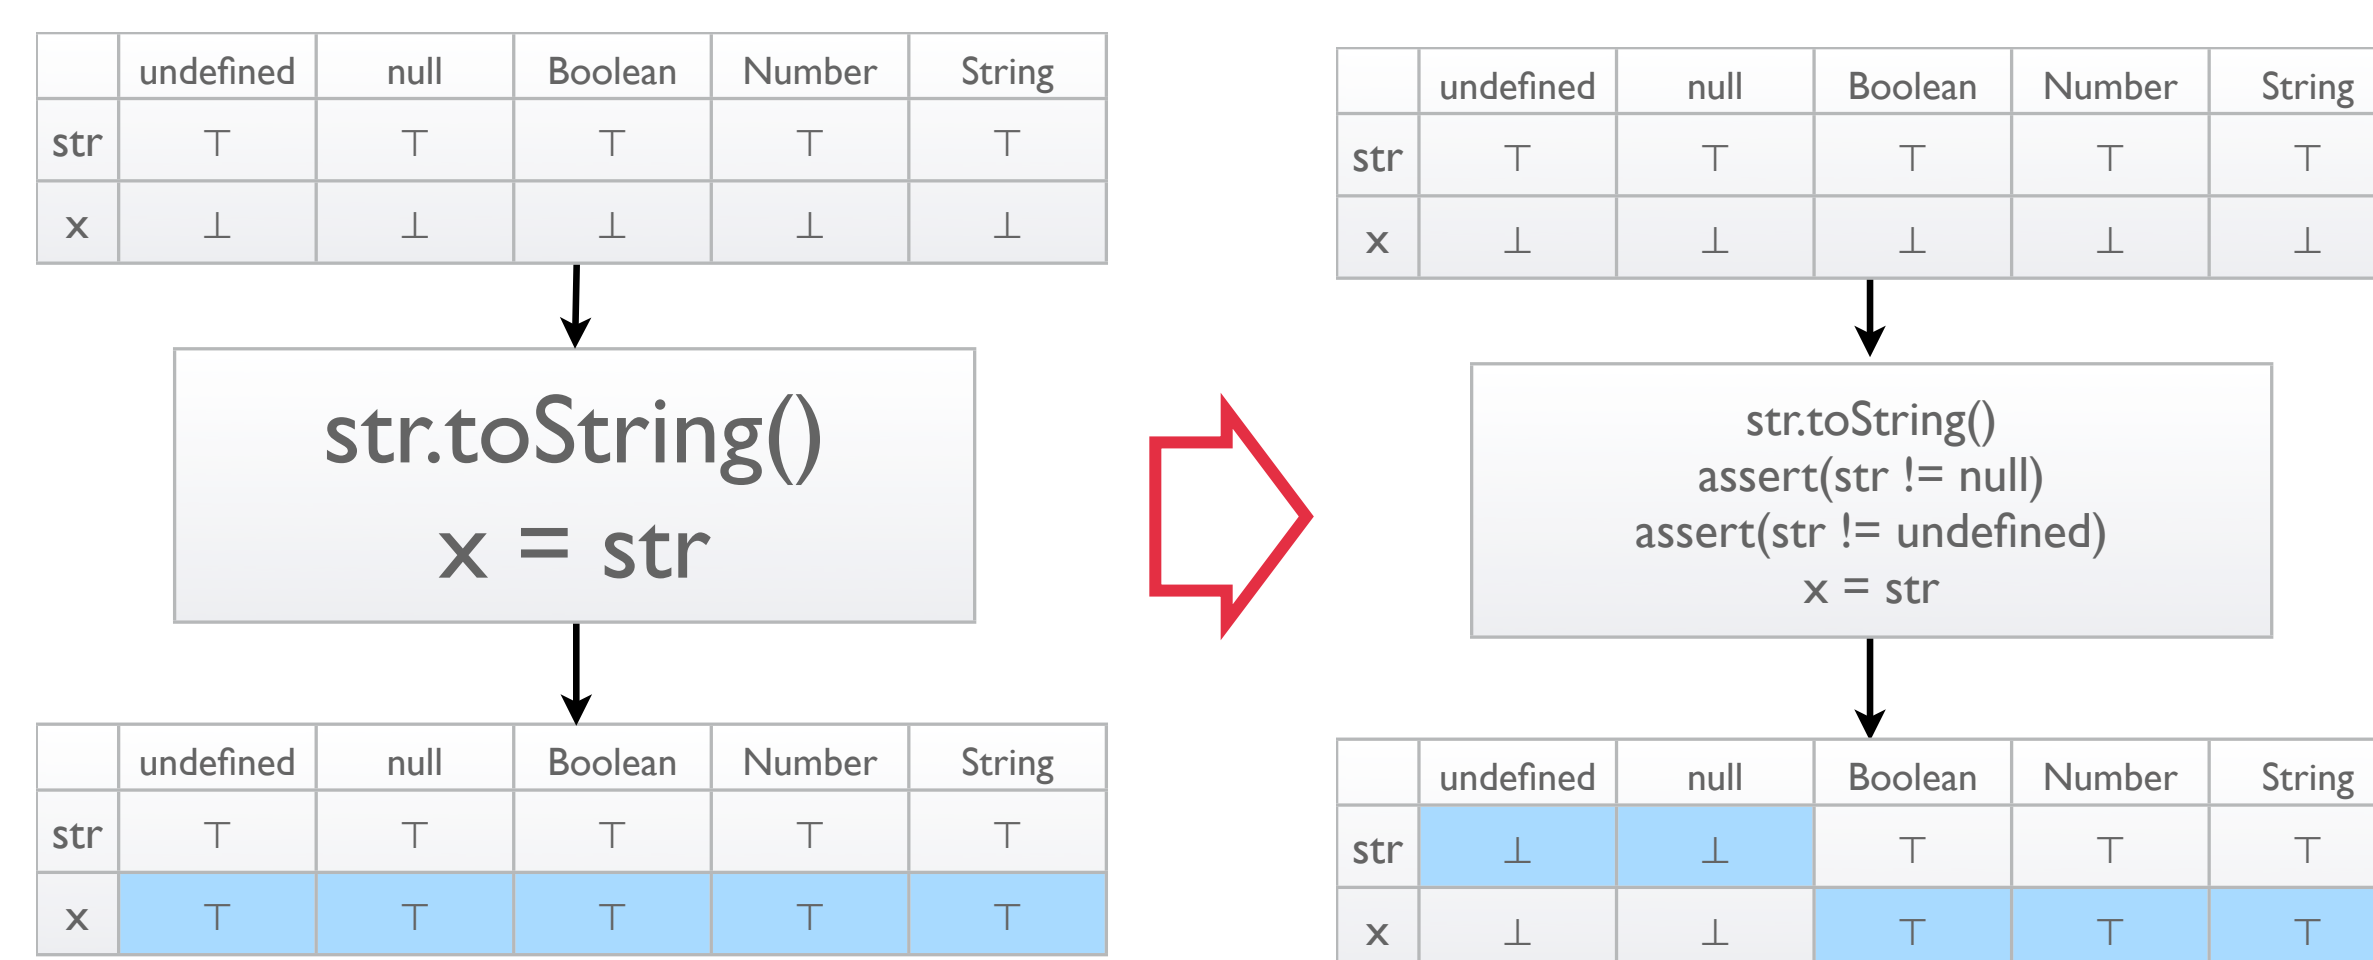 undefined null Boolean Number String
str ⊤ ⊤ ⊤ ⊤ ⊤
x ⊥ ⊥ ⊥ ⊥ ⊥
str.toString()
x = str
undefined null Boolean Number String
str ⊤ ⊤ ⊤ ⊤ ⊤
x ⊤ ⊤ ⊤ ⊤ ⊤
undefined null Boolean Number String
str ⊤ ⊤ ⊤ ⊤ ⊤
x ⊥ ⊥ ⊥ ⊥ ⊥
str.toString()
assert(str != null)
assert(str != undefined)
x = str
undefined null Boolean Number String
str ⊥ ⊥ ⊤ ⊤ ⊤
x ⊥ ⊥ ⊤ ⊤ ⊤